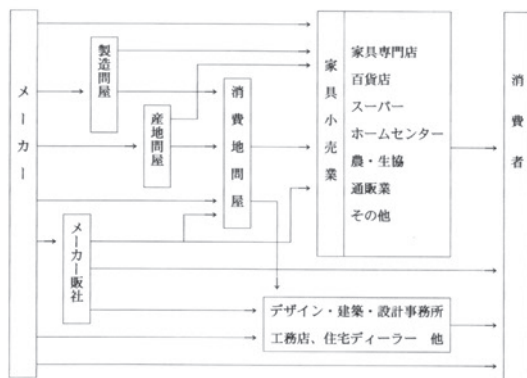 メーカー
製造問屋
産地問屋
メーカー販社
消費地問屋
家具小売業
家具専門店
百貨店
スーパー
ホームセンター
農・生協
通販業
その他
デザイン・建築・設計事務所
工務店、住宅ディーラー 他
消費者